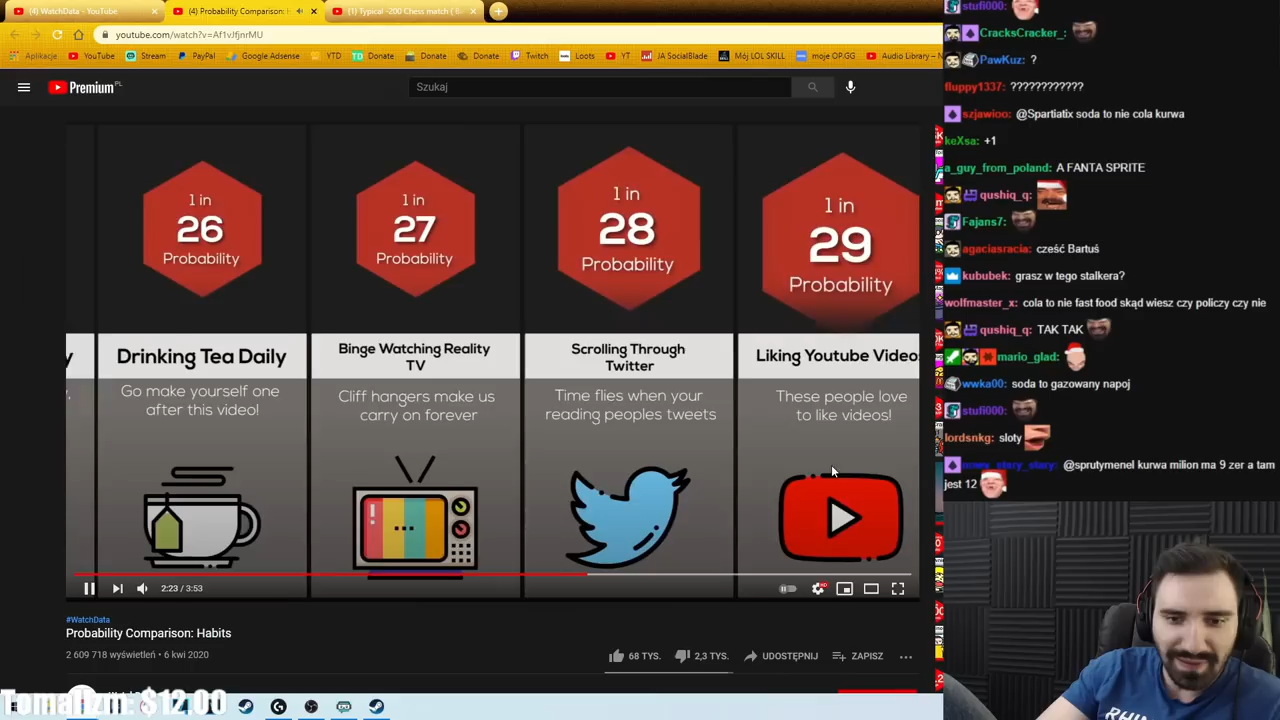 (4) WatchData - YouTube
(4) Probability Comparison: H
(1) Typical -200 Chess match ( Ba
youtube.com/watch?v=Af1vJfjnrMU
Aplikacje
YouTube
Stream
PayPal
Google Adsense
YTD
Donate
Donate
Twitch
Loots
YT
JA SocialBlade
Mój LOL SKILL
moje OP.GG
Audio Library –
Premium PL
Szukaj
1 in
26
Probability
1 in
27
Probability
1 in
28
Probability
1 in
29
Probability
y
Drinking Tea Daily
Binge Watching Reality
TV
Scrolling Through
Twitter
Liking Youtube Videos
Go make yourself one
after this video!
Cliff hangers make us
carry on forever
Time flies when your
reading peoples tweets
These people love
to like videos!
2:23 / 3:53
#WatchData
Probability Comparison: Habits
2 609 718 wyświetleń • 6 kwi 2020
68 TYS.
2,3 TYS.
UDOSTĘPNIJ
ZAPISZ
$12.00
stufi000:
CracksCracker_:
PawKuz: ?
fluppy1337: ????????????
szjawioo: @Spartiatix soda to nie cola kurwa
keXsa: +1
a_guy_from_poland: A FANTA SPRITE
qushiq_q:
Fajans7:
agaciasracia: cześć Bartuś
kububek: grasz w tego stalkera?
wolfmaster_x: cola to nie fast food skąd wiesz czy policzy czy nie
qushiq_q: TAK TAK
mario_glad:
wwka00: soda to gazowany napoj
stufi000:
lordsnkg: sloty
nowy_stary_stary: @sprutymenel kurwa milion ma 9 zer a tam
jest 12